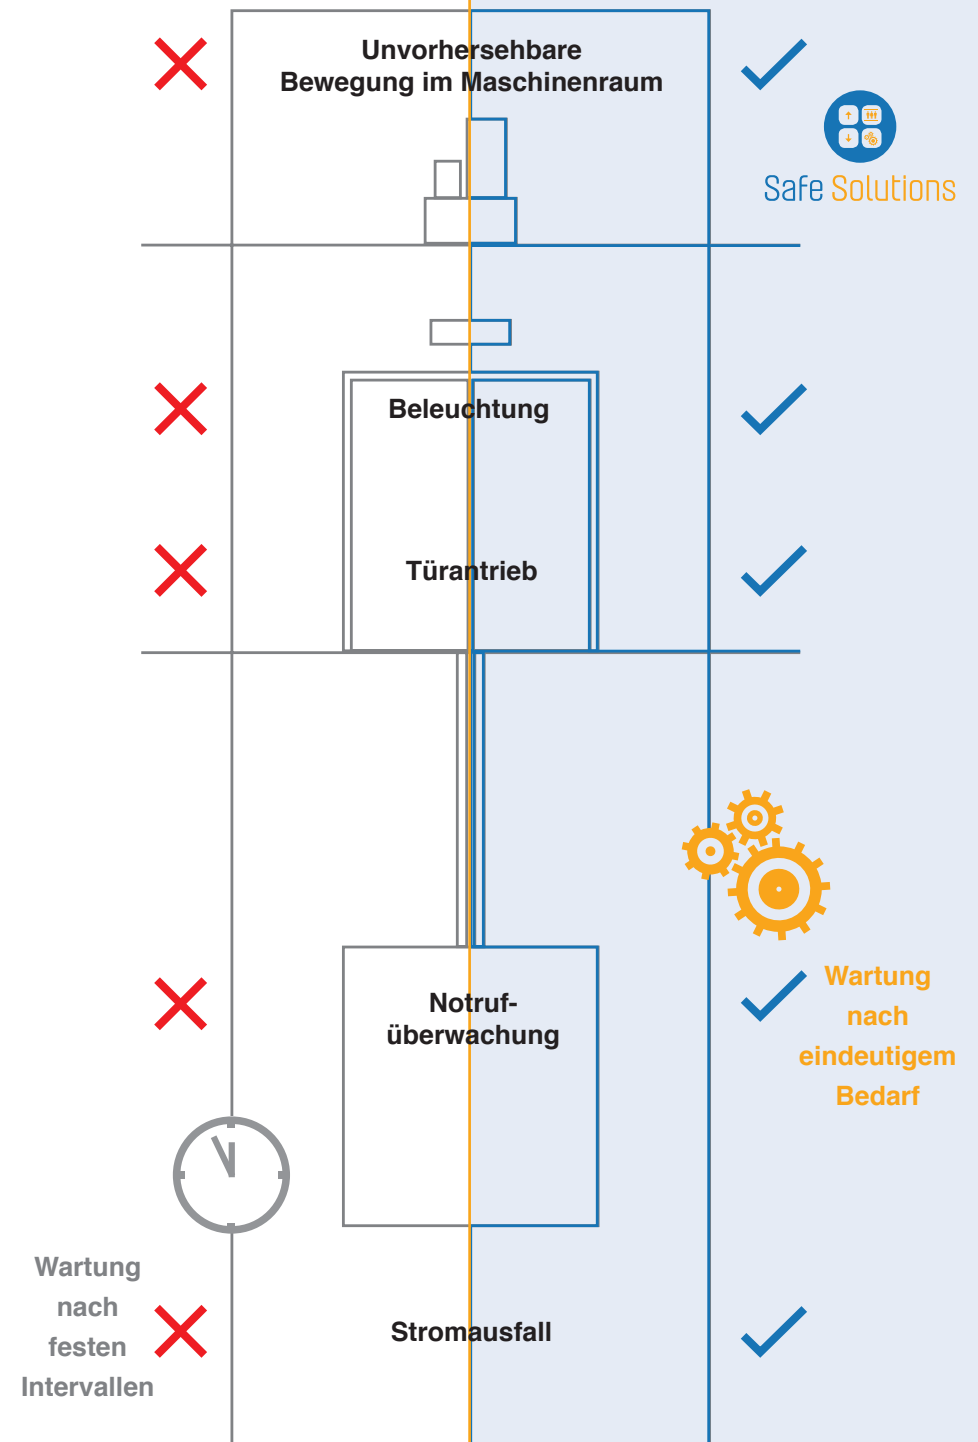 Unvorhersehbare
Bewegung im Maschinenraum
Safe Solutions
Beleuchtung
Türantrieb
Notruf-
überwachung
Wartung
nach
eindeutigem
Bedarf
Wartung
nach
festen
Intervallen
Stromausfall